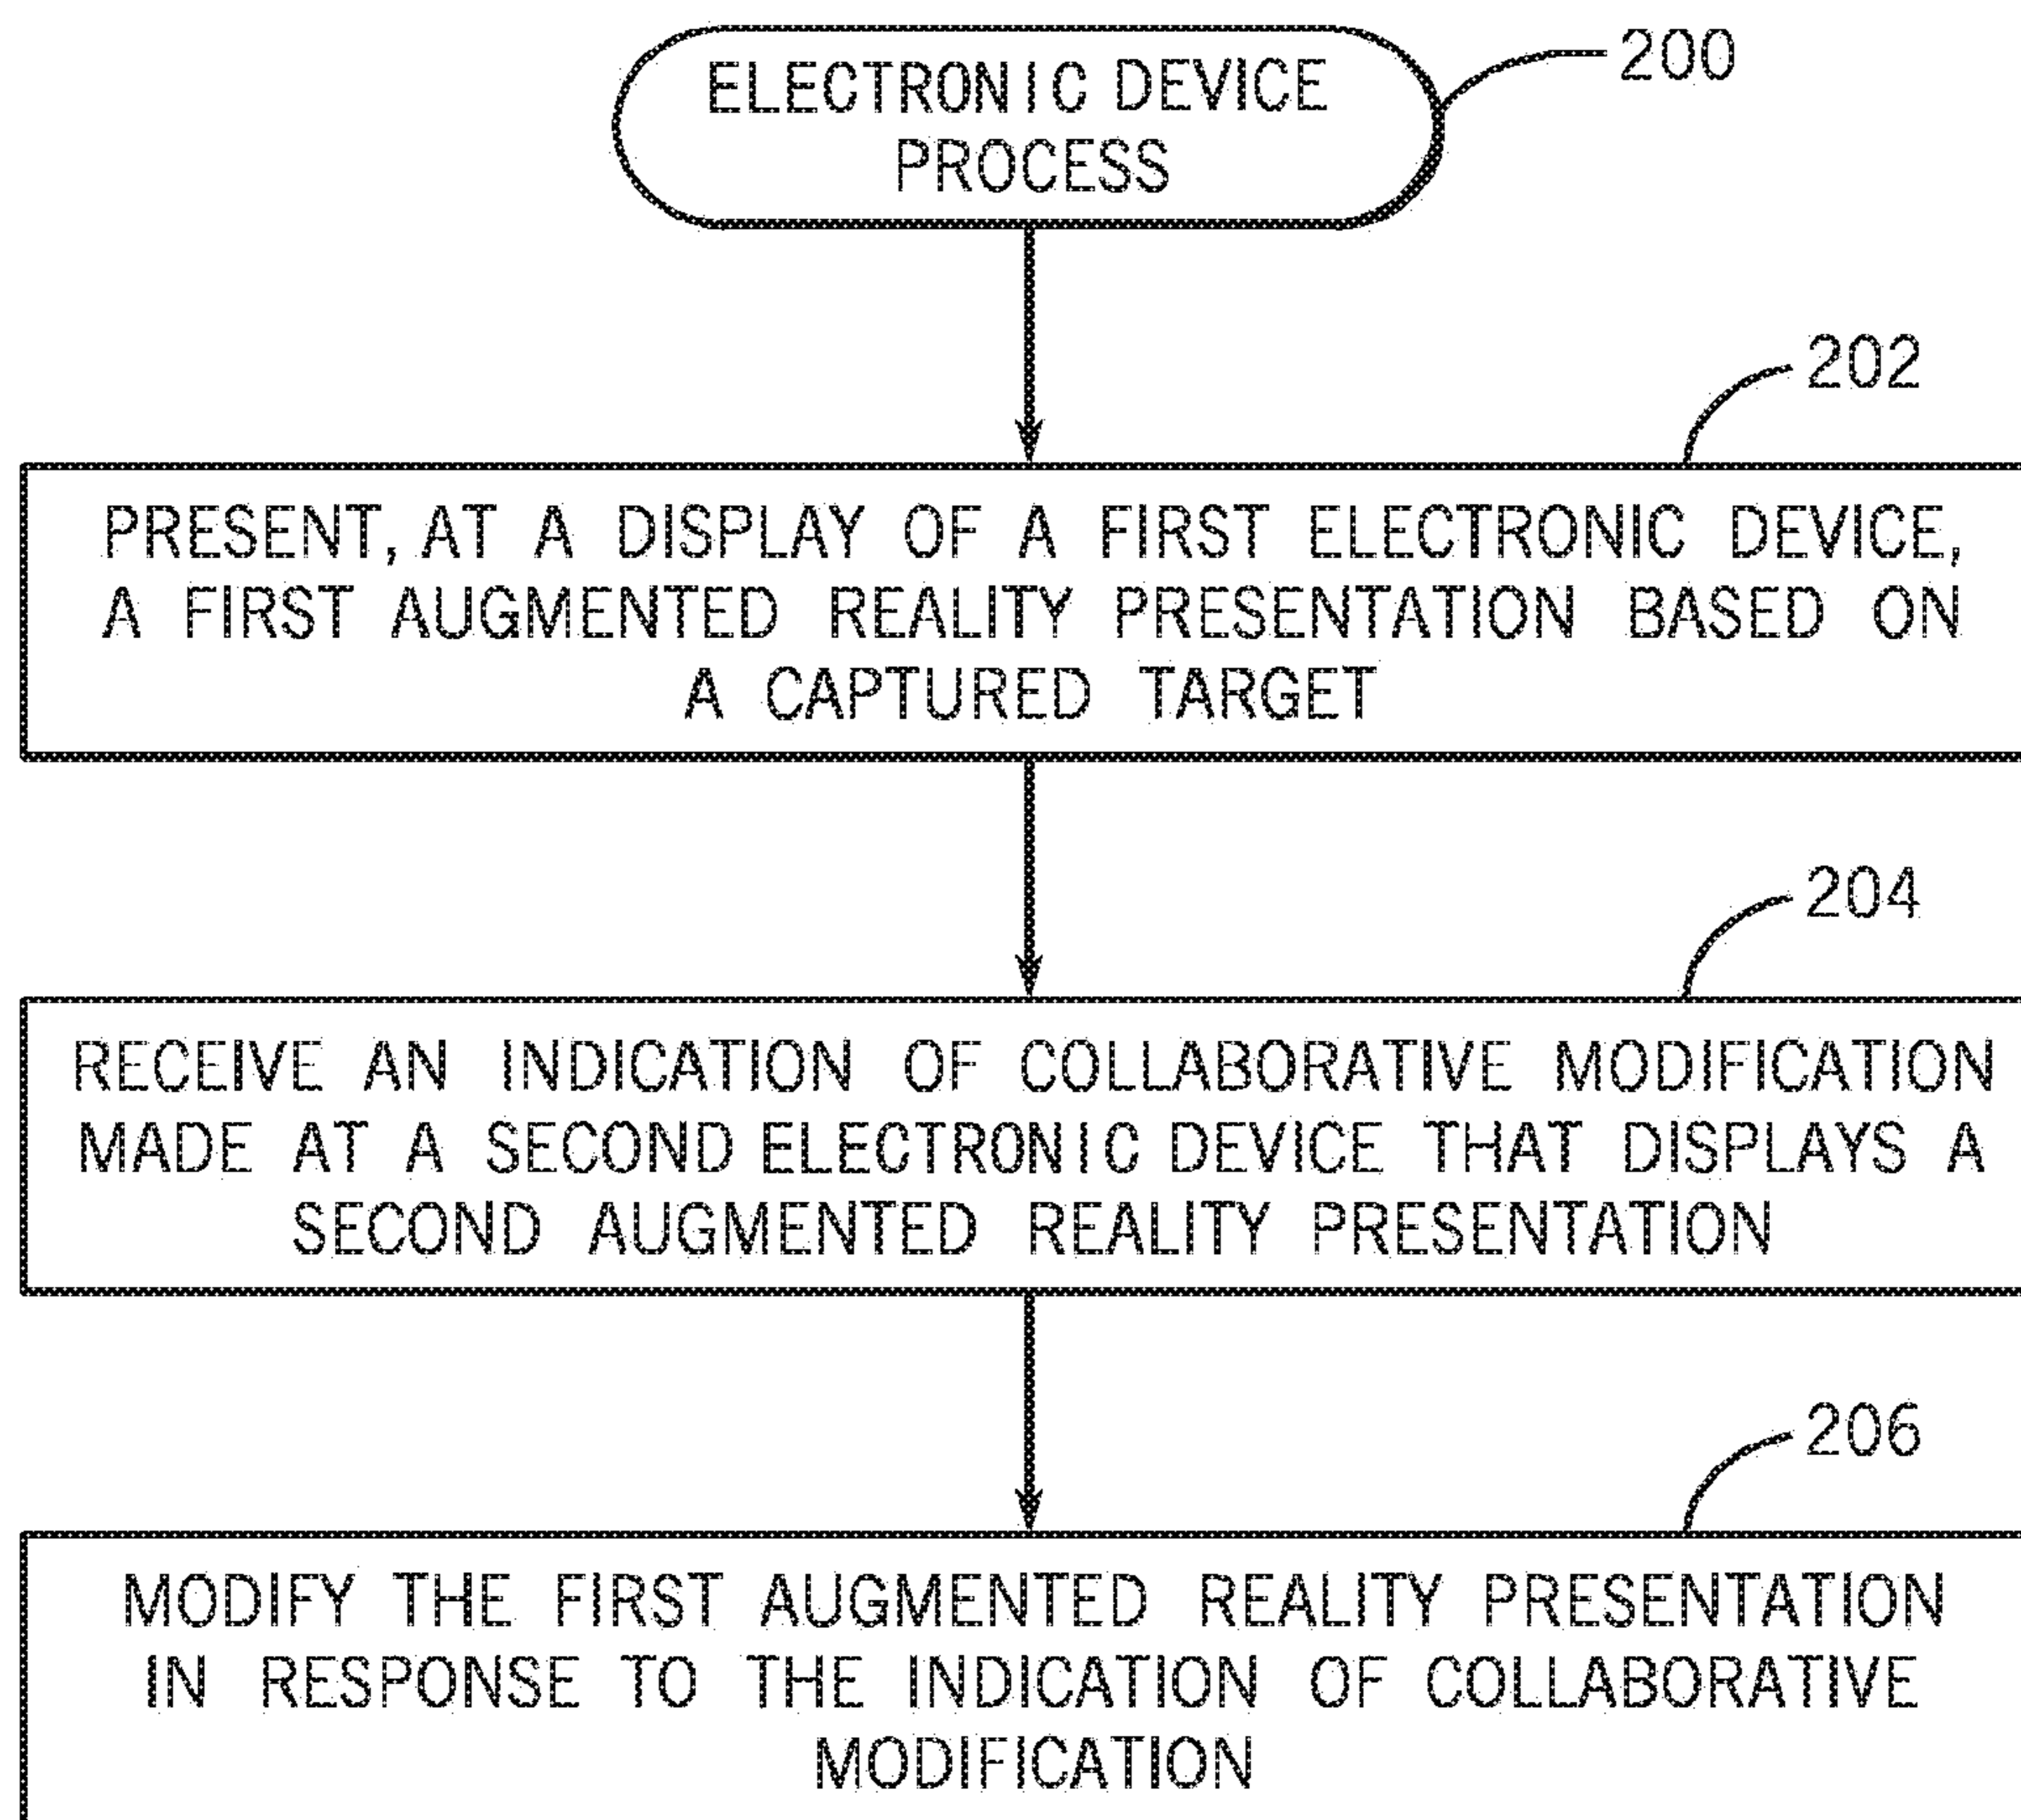 ELECTRONIC DEVICE
PROCESS
200
202
PRESENT, AT A DISPLAY OF A FIRST ELECTRONIC DEVICE,
A FIRST AUGMENTED REALITY PRESENTATION BASED ON
A CAPTURED TARGET
204
RECEIVE AN INDICATION OF COLLABORATIVE MODIFICATION
MADE AT A SECOND ELECTRONIC DEVICE THAT DISPLAYS A
SECOND AUGMENTED REALITY PRESENTATION
206
MODIFY THE FIRST AUGMENTED REALITY PRESENTATION
IN RESPONSE TO THE INDICATION OF COLLABORATIVE
MODIFICATION